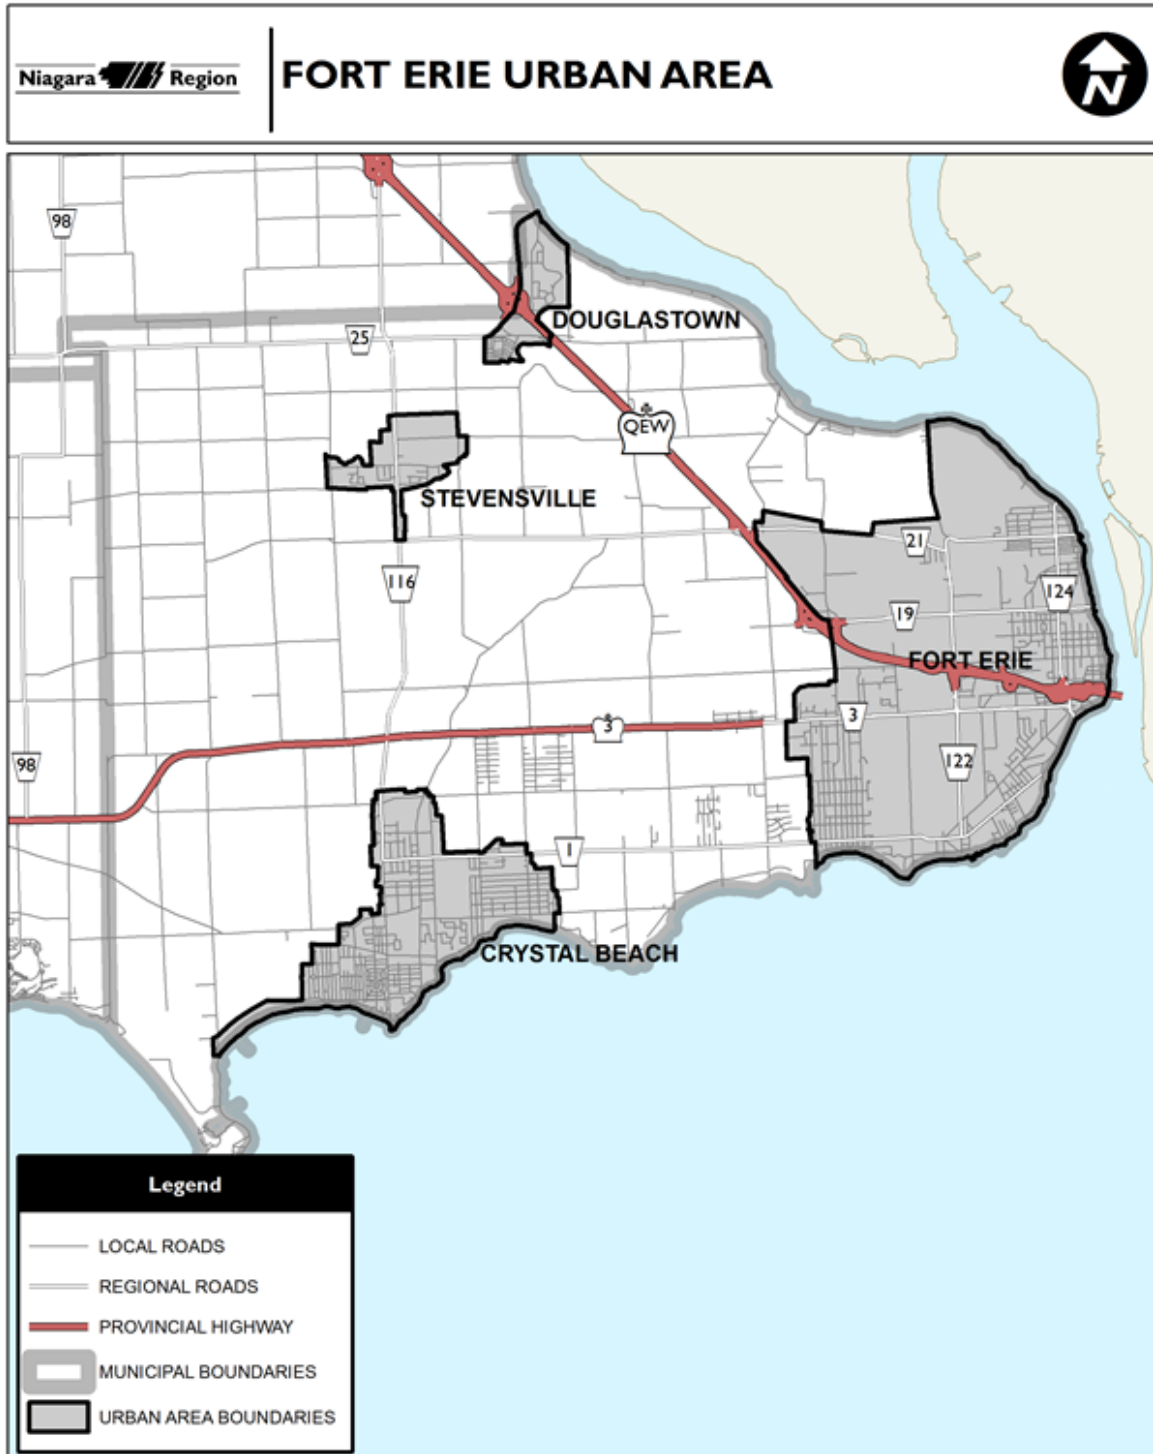 Niagara Region
FORT ERIE URBAN AREA
N
98
DOUGLASTOWN
25
QEW
STEVENSVILLE
21
116
124
19
FORT ERIE
3
3
122
98
1
CRYSTAL BEACH
Legend
LOCAL ROADS
REGIONAL ROADS
PROVINCIAL HIGHWAY
MUNICIPAL BOUNDARIES
URBAN AREA BOUNDARIES